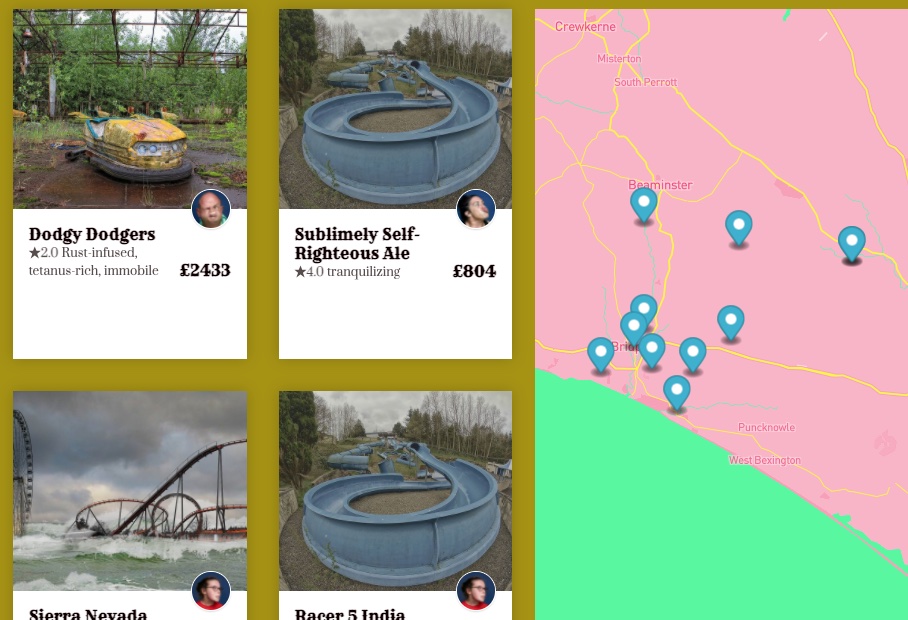 Dodgy Dodgers
★2.0 Rust-infused,
tetanus-rich, immobile
£2433
Sublimely Self-
Righteous Ale
★4.0 tranquilizing
£804
Sierra Nevada
Racer 5 India
Crewkerne
Misterton
South Perrott
Beaminster
Puncknowle
West Bexington